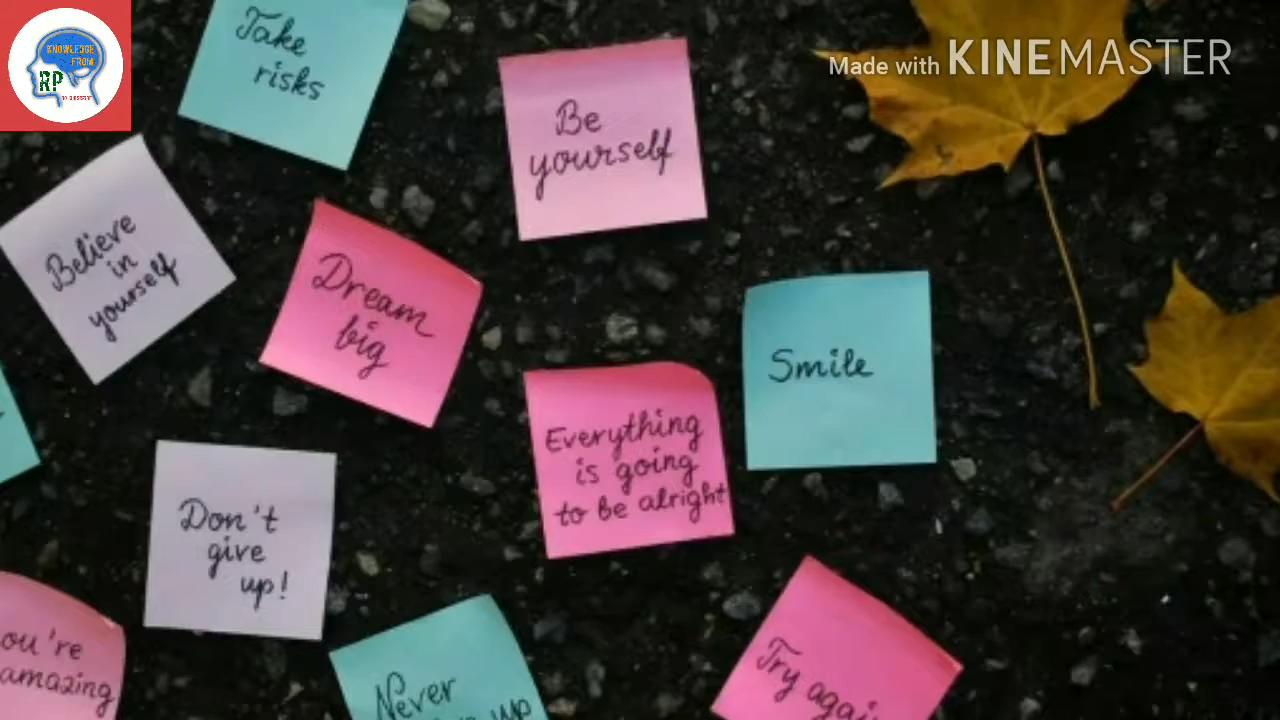 KNOWLEDGE
FROM
RP
Made with KINEMASTER
Take
risks
Be
yourself
Believe
in
yourself
Dream
big
Smile
Everything
is going
to be alright
Don't
give
up!
ou're
amazing
Never
up
Try again